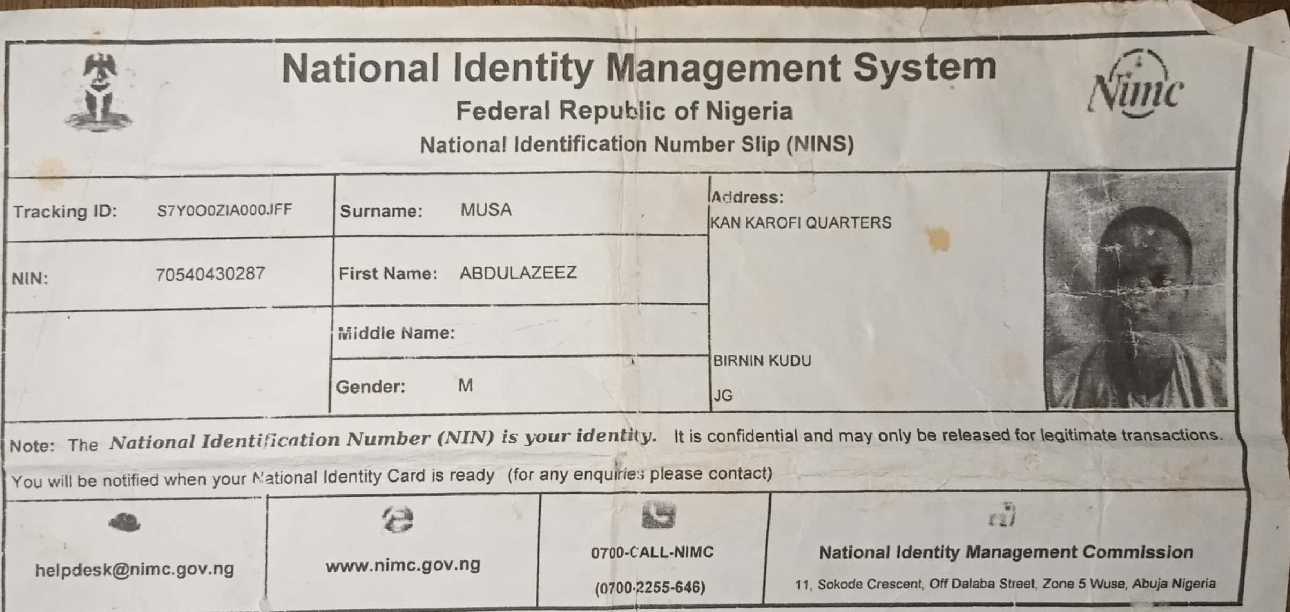 National Identity Management System
Federal Republic of Nigeria
National Identification Number Slip (NINS)
Nimc
Tracking ID: S7Y0O0ZIA000JFF
Surname: MUSA
Address:
KAN KAROFI QUARTERS
NIN: 70540430287
First Name: ABDULAZEEZ
Middle Name:
BIRNIN KUDU
Gender: M
JG
Note: The National Identification Number (NIN) is your identity. It is confidential and may only be released for legitimate transactions.
You will be notified when your National Identity Card is ready (for any enquiries please contact)
helpdesk@nimc.gov.ng
www.nimc.gov.ng
0700-CALL-NIMC
(0700-2255-646)
National Identity Management Commission
11, Sokode Crescent, Off Dalaba Street, Zone 5 Wuse, Abuja Nigeria